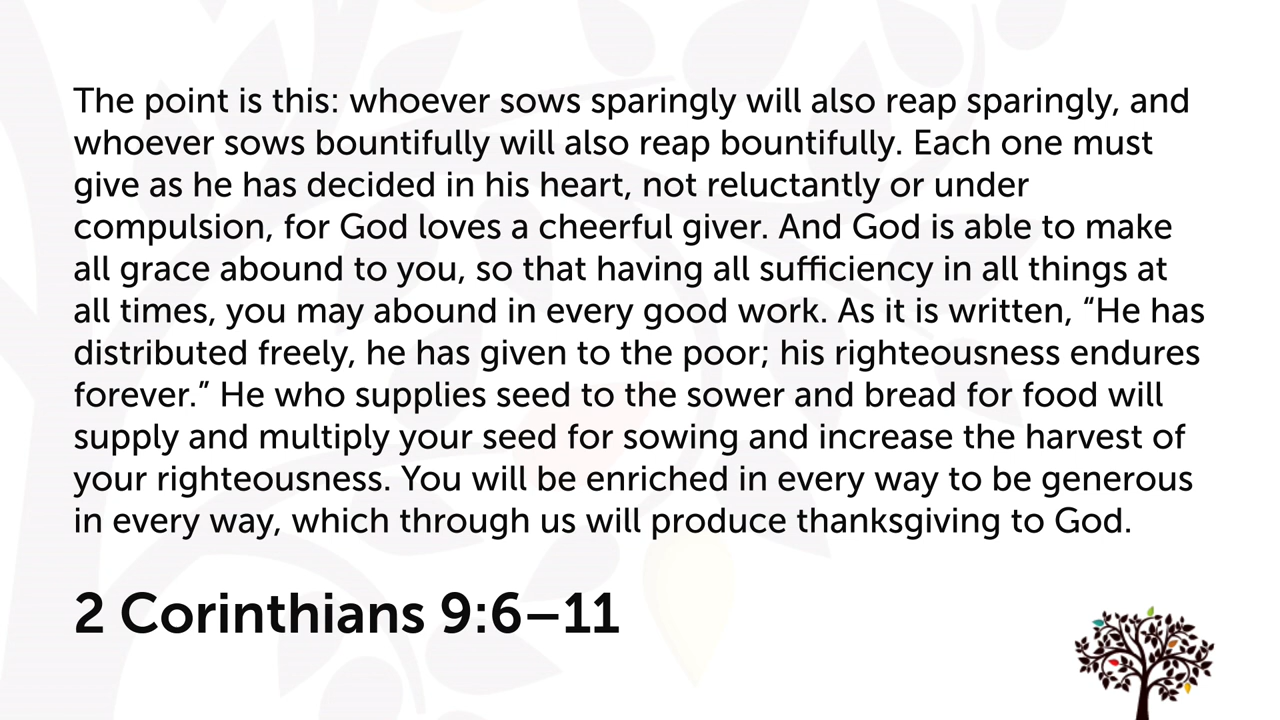 The point is this: whoever sows sparingly will also reap sparingly, and
whoever sows bountifully will also reap bountifully. Each one must
give as he has decided in his heart, not reluctantly or under
compulsion, for God loves a cheerful giver. And God is able to make
all grace abound to you, so that having all sufficiency in all things at
all times, you may abound in every good work. As it is written, “He has
distributed freely, he has given to the poor; his righteousness endures
forever.” He who supplies seed to the sower and bread for food will
supply and multiply your seed for sowing and increase the harvest of
your righteousness. You will be enriched in every way to be generous
in every way, which through us will produce thanksgiving to God.
2 Corinthians 9:6–11